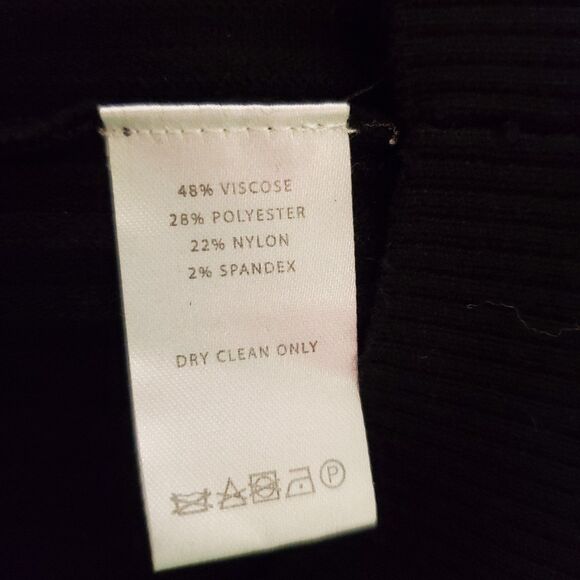 48% VISCOSE
28% POLYESTER
22% NYLON
2% SPANDEX
DRY CLEAN ONLY
P